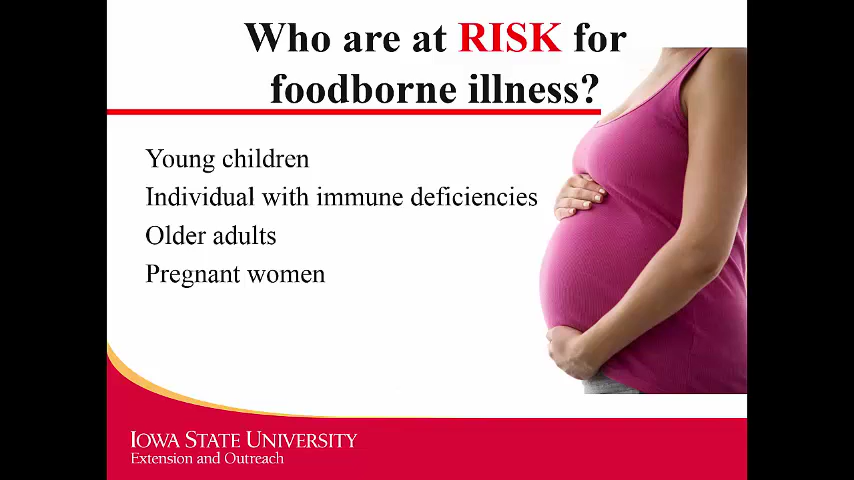 Who are at RISK for
foodborne illness?
Young children
Individual with immune deficiencies
Older adults
Pregnant women
IOWA STATE UNIVERSITY
Extension and Outreach